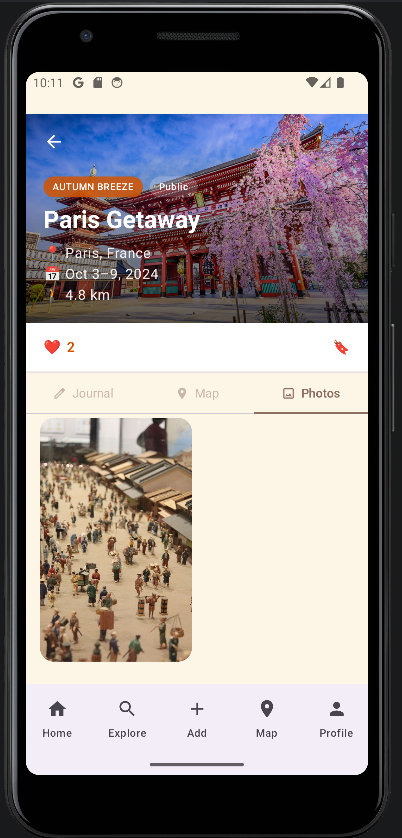 10:11
AUTUMN BREEZE
Public
Paris Getaway
Paris, France
Oct 3–9, 2024
4.8 km
2
Journal
Map
Photos
Home
Explore
Add
Map
Profile